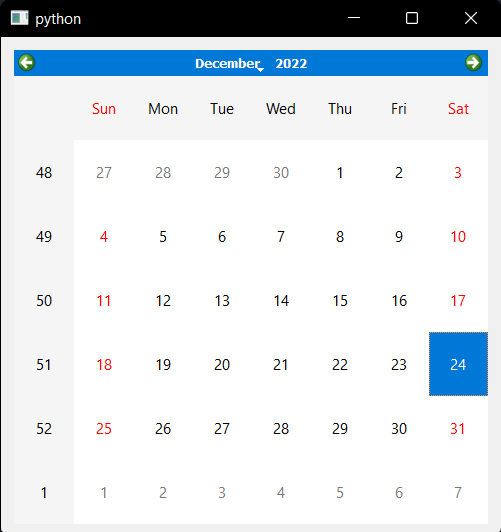 python
December 2022
Sun Mon Tue Wed Thu Fri Sat
48 27 28 29 30 1 2 3
49 4 5 6 7 8 9 10
50 11 12 13 14 15 16 17
51 18 19 20 21 22 23 24
52 25 26 27 28 29 30 31
1 1 2 3 4 5 6 7